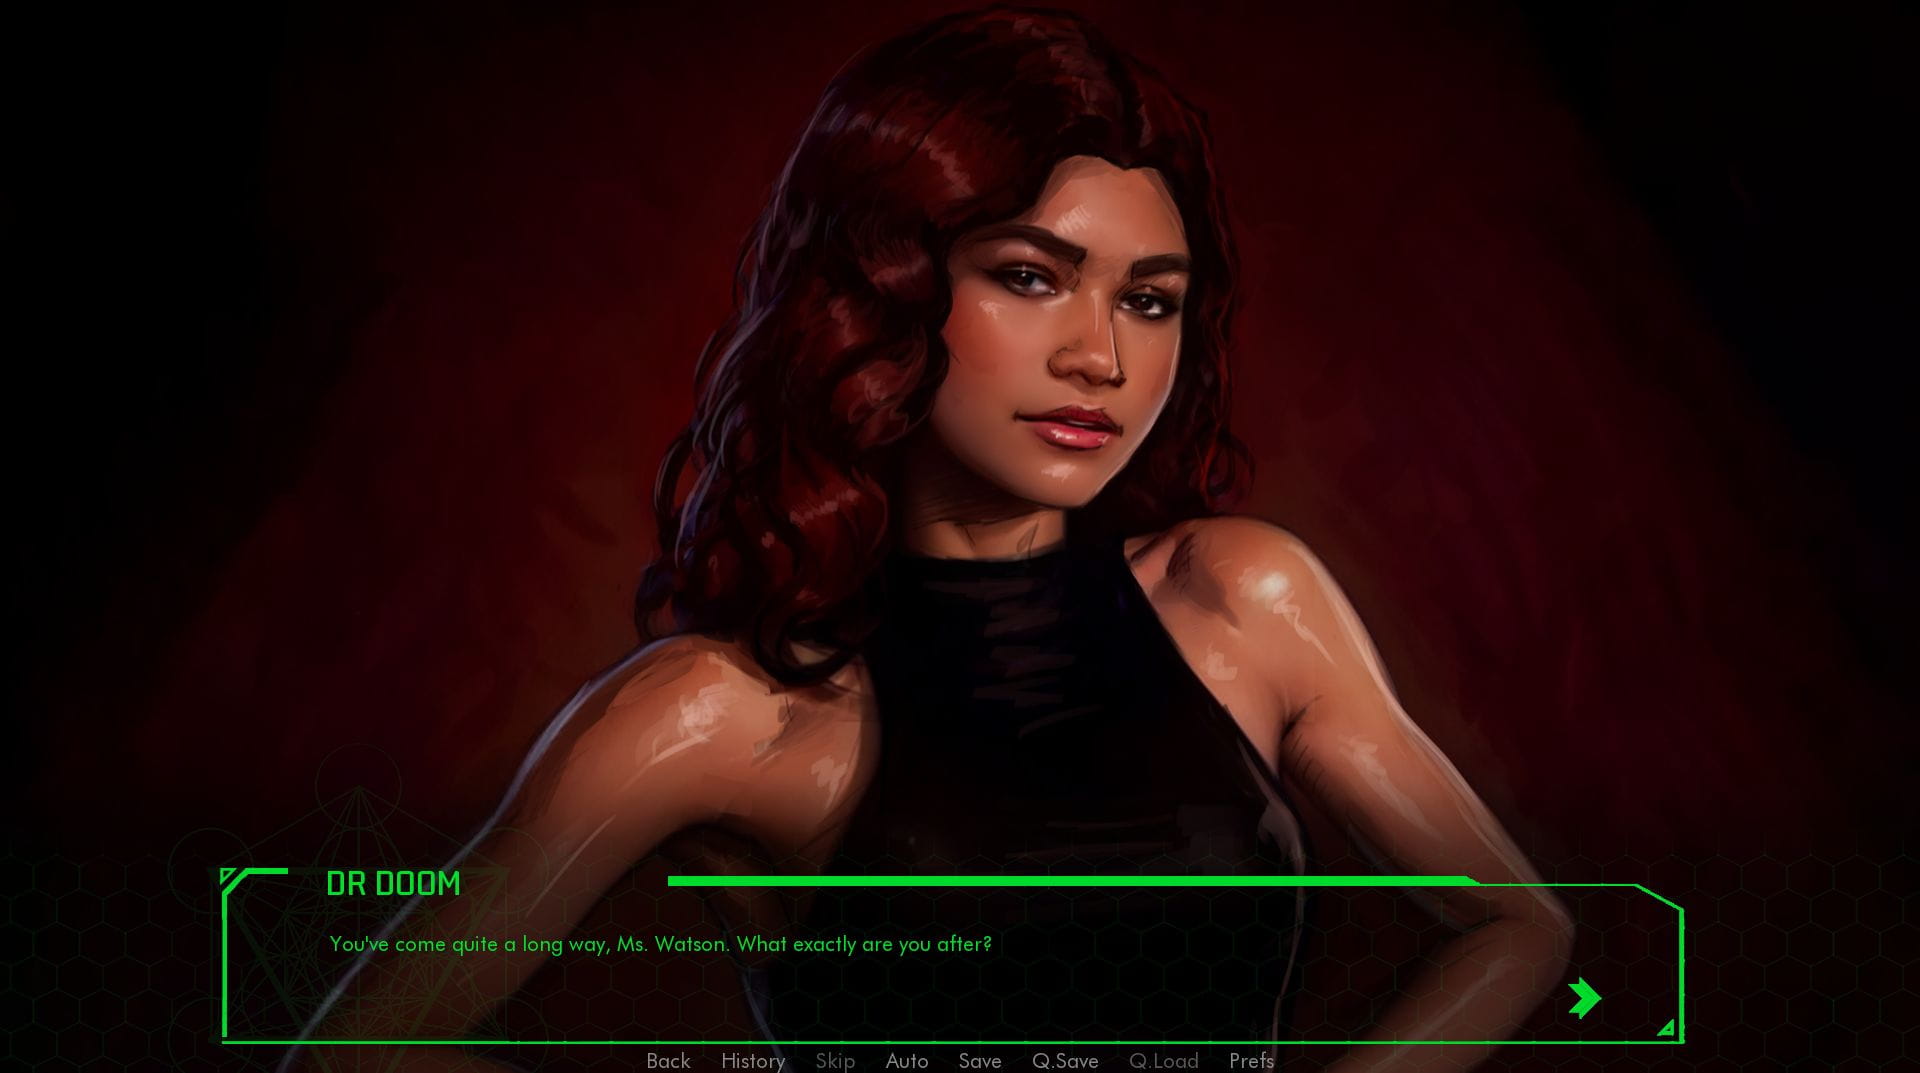 DR DOOM
You've come quite a long way, Ms. Watson. What exactly are you after?
Back History Skip Auto Save Q.Save Q.Load Prefs